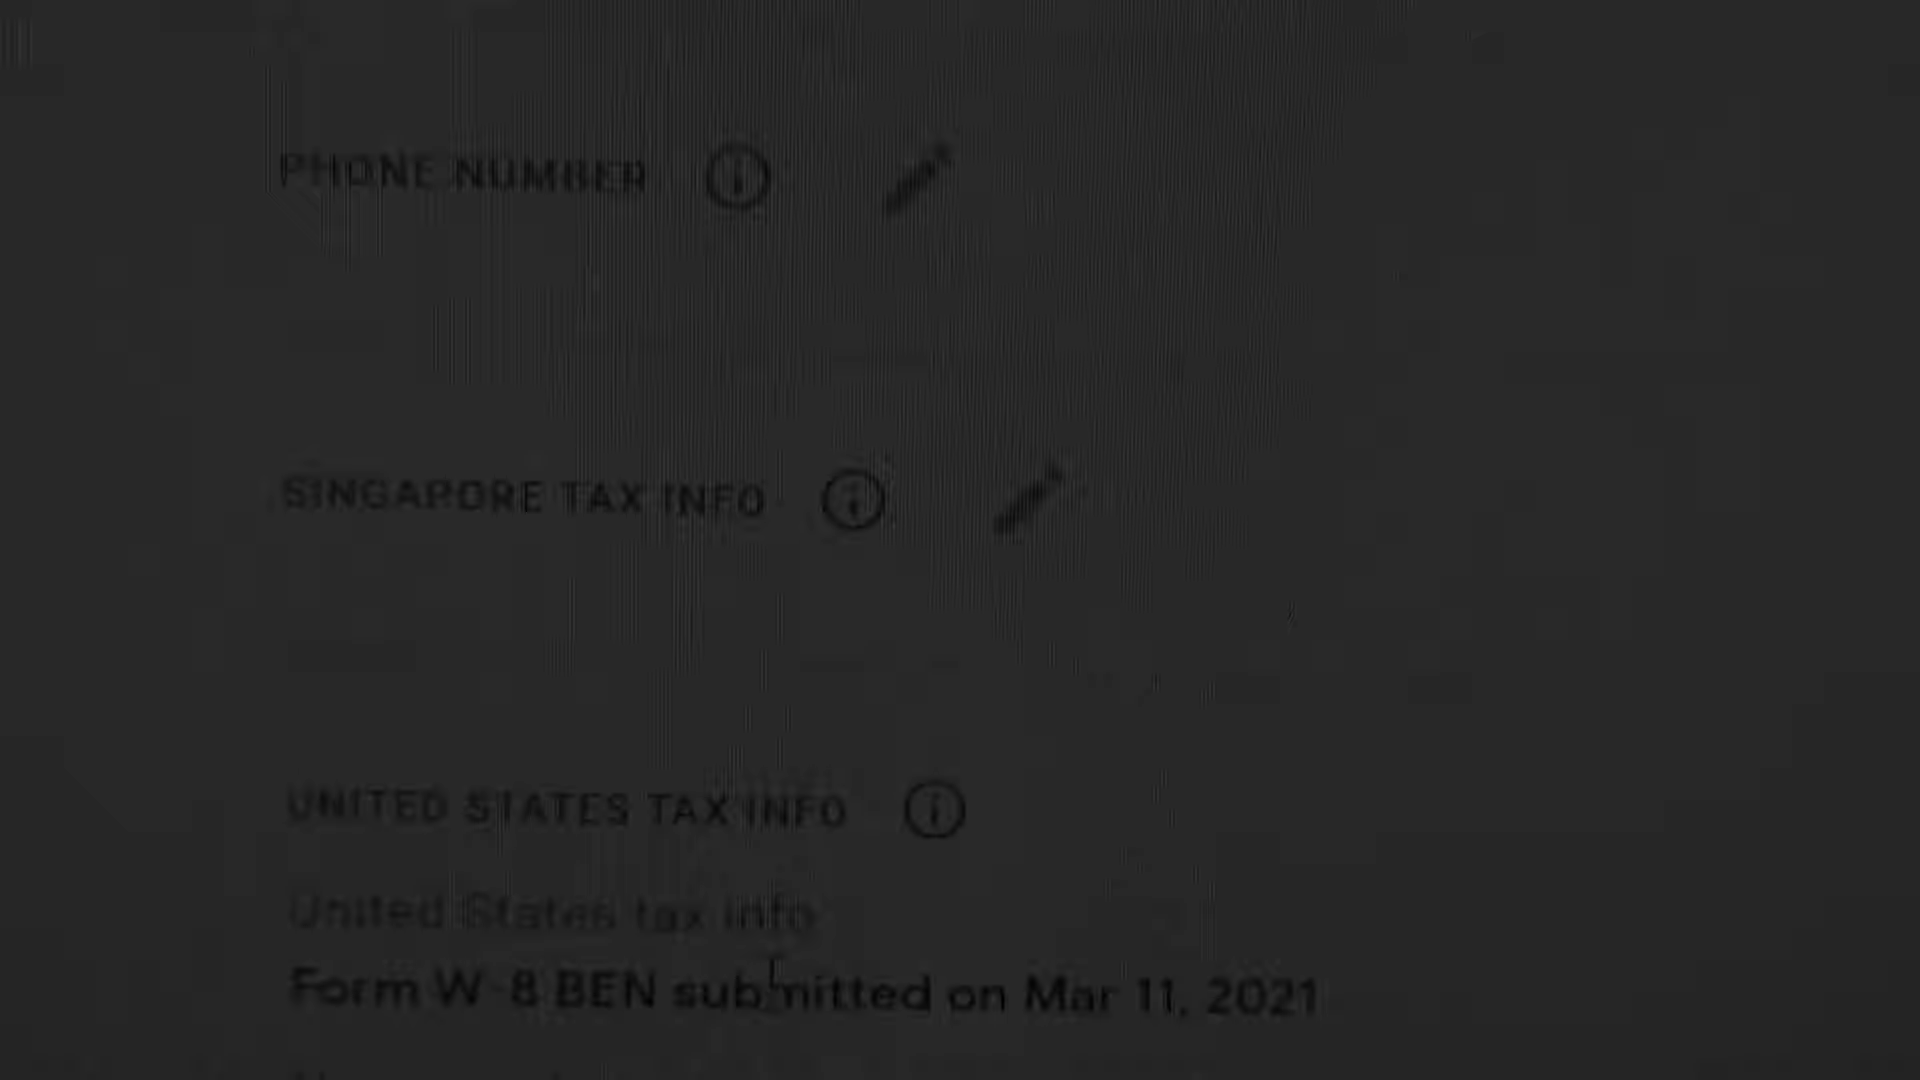 PHONE NUMBER
SINGAPORE TAX INFO
UNITED STATES TAX INFO
United States tax info
Form W-8 BEN submitted on Mar 11, 2021